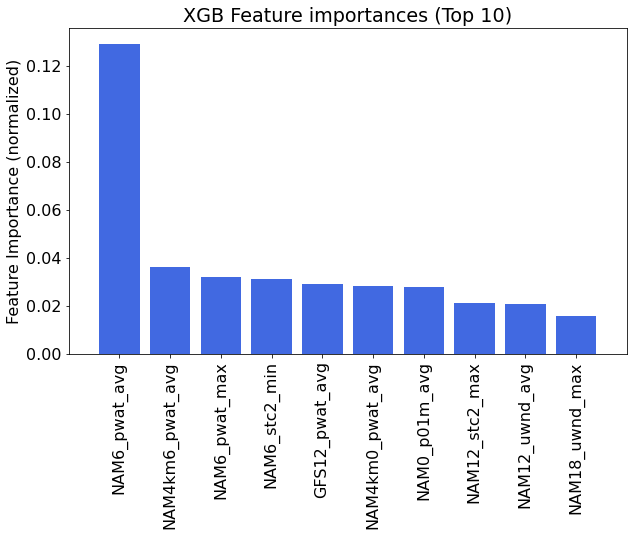 XGB Feature importances (Top 10)
Feature Importance (normalized)
0.12
0.10
0.08
0.06
0.04
0.02
0.00
NAM6_pwat_avg
NAM4km6_pwat_avg
NAM6_pwat_max
NAM6_stc2_min
GFS12_pwat_avg
NAM4km0_pwat_avg
NAM0_p01m_avg
NAM12_stc2_max
NAM12_uwnd_avg
NAM18_uwnd_max